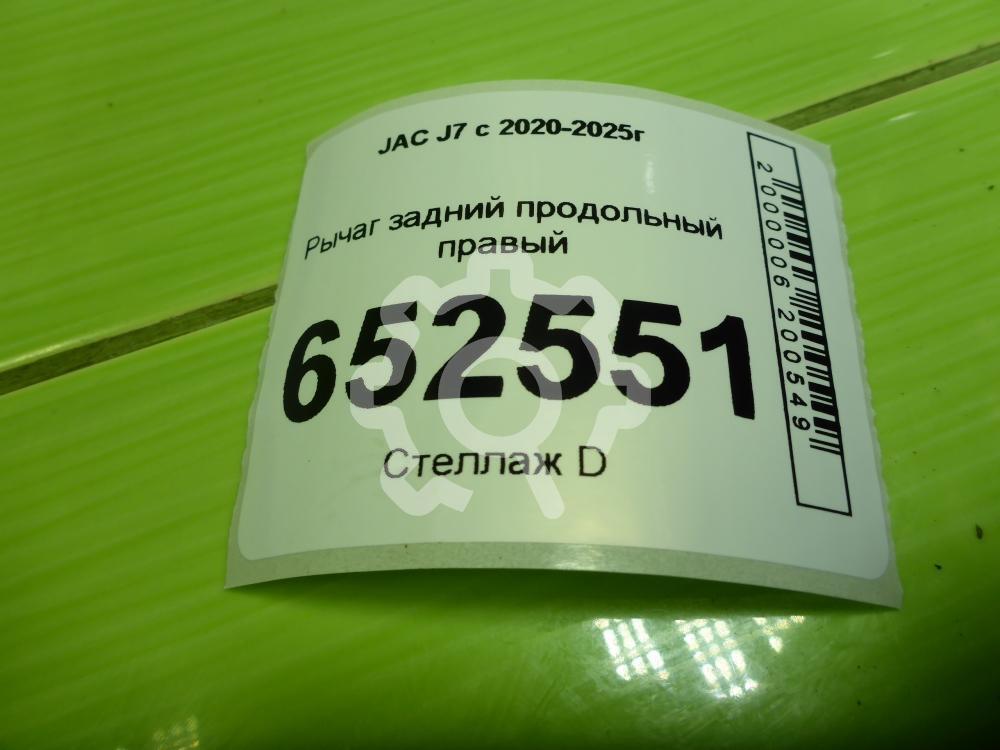 JAC J7 с 2020-2025г
Рычаг задний продольный
правый
652551
Стеллаж D
2000006200549